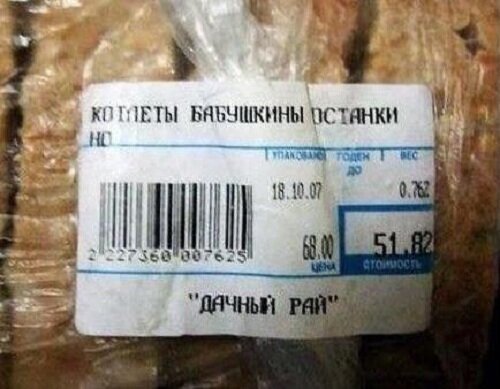 КОТЛЕТЫ БАБУШКИНЫ ОСТАНКИ
НО
УПАКОВАНО ГОДЕН ДО ВЕС
18.10.07 0.762
68.00 51.82
ЦЕНА СТОИМОСТЬ
2 227360 007625
"ДАЧНЫЙ РАЙ"